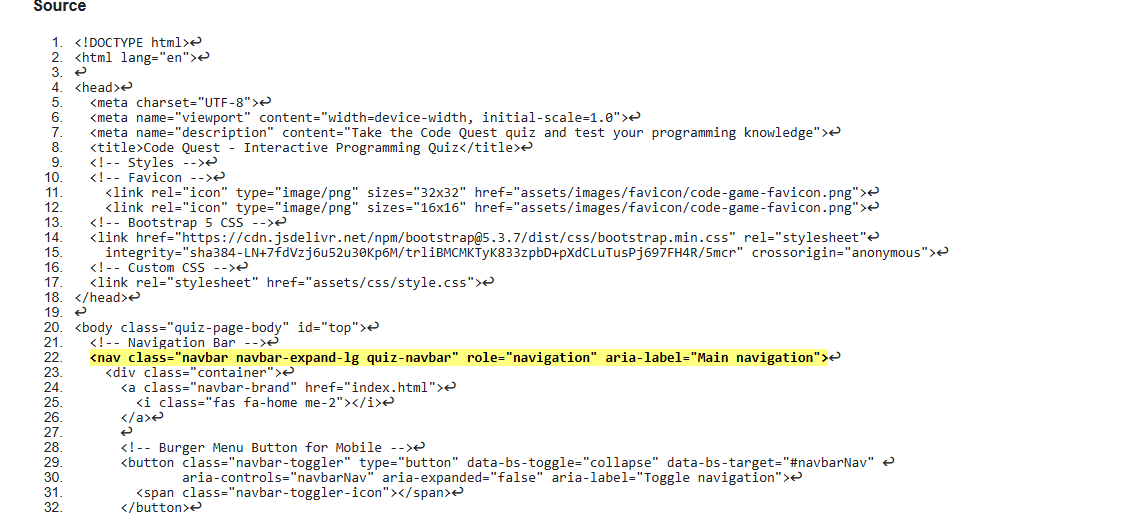 Source
1. <!DOCTYPE html>↩
2. <html lang="en">↩
3. ↩
4. <head>↩
5. <meta charset="UTF-8">↩
6. <meta name="viewport" content="width=device-width, initial-scale=1.0">↩
7. <meta name="description" content="Take the Code Quest quiz and test your programming knowledge">↩
8. <title>Code Quest - Interactive Programming Quiz</title>↩
9. <!-- Styles -->↩
10. <!-- Favicon -->↩
11. <link rel="icon" type="image/png" sizes="32x32" href="assets/images/favicon/code-game-favicon.png">↩
12. <link rel="icon" type="image/png" sizes="16x16" href="assets/images/favicon/code-game-favicon.png">↩
13. <!-- Bootstrap 5 CSS -->↩
14. <link href="https://cdn.jsdelivr.net/npm/bootstrap@5.3.7/dist/css/bootstrap.min.css" rel="stylesheet"↩
15. integrity="sha384-LN+7fdVzj6u52u30Kp6M/trliBMCMKTyK833zpbD+pXdCLuTusPj697FH4R/5mcr" crossorigin="anonymous">↩
16. <!-- Custom CSS -->↩
17. <link rel="stylesheet" href="assets/css/style.css">↩
18. </head>↩
19. ↩
20. <body class="quiz-page-body" id="top">↩
21. <!-- Navigation Bar -->↩
22. <nav class="navbar navbar-expand-lg quiz-navbar" role="navigation" aria-label="Main navigation">↩
23. <div class="container">↩
24. <a class="navbar-brand" href="index.html">↩
25. <i class="fas fa-home me-2"></i>↩
26. </a>↩
27. ↩
28. <!-- Burger Menu Button for Mobile -->↩
29. <button class="navbar-toggler" type="button" data-bs-toggle="collapse" data-bs-target="#navbarNav" ↩
30. aria-controls="navbarNav" aria-expanded="false" aria-label="Toggle navigation">↩
31. <span class="navbar-toggler-icon"></span>↩
32. </button>↩